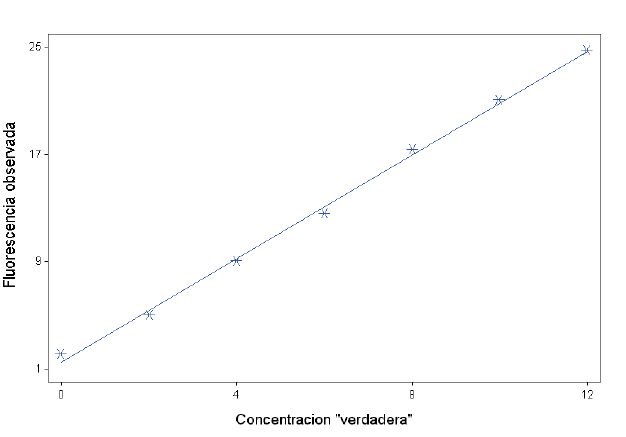 25
17
9
1
Fluorescencia observada
0 4 8 12
Concentracion "verdadera"